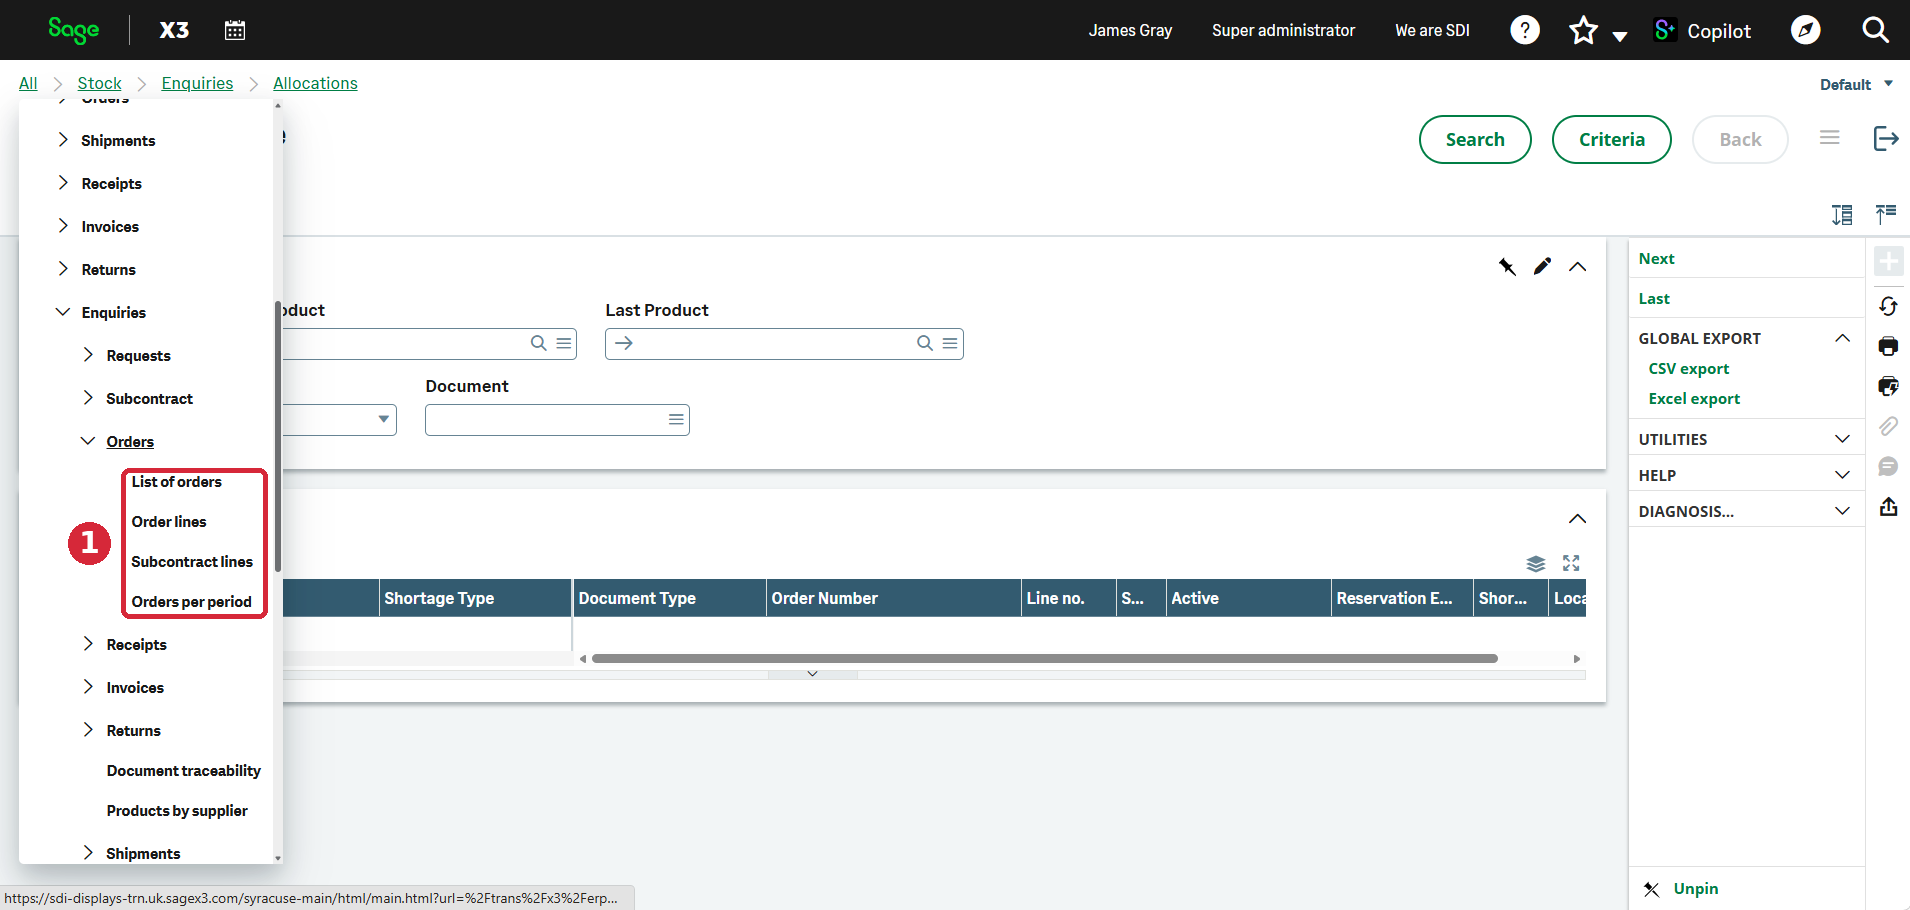 Sage
X3
James Gray
Super administrator
We are SDI
?
S+ Copilot
All
Stock
Enquiries
Allocations
Default
Orders
Shipments
Receipts
Invoices
Returns
Enquiries
Requests
Subcontract
Orders
List of orders
Order lines
Subcontract lines
Orders per period
1
Receipts
Invoices
Returns
Document traceability
Products by supplier
Shipments
e
Search
Criteria
Back
oduct
Last Product
Document
Shortage Type
Document Type
Order Number
Line no.
S...
Active
Reservation E...
Shor...
Loca
Next
Last
GLOBAL EXPORT
CSV export
Excel export
UTILITIES
HELP
DIAGNOSIS...
Unpin
https://sdi-displays-trn.uk.sagex3.com/syracuse-main/html/main.html?url=%2Ftrans%2Fx3%2Ferp...